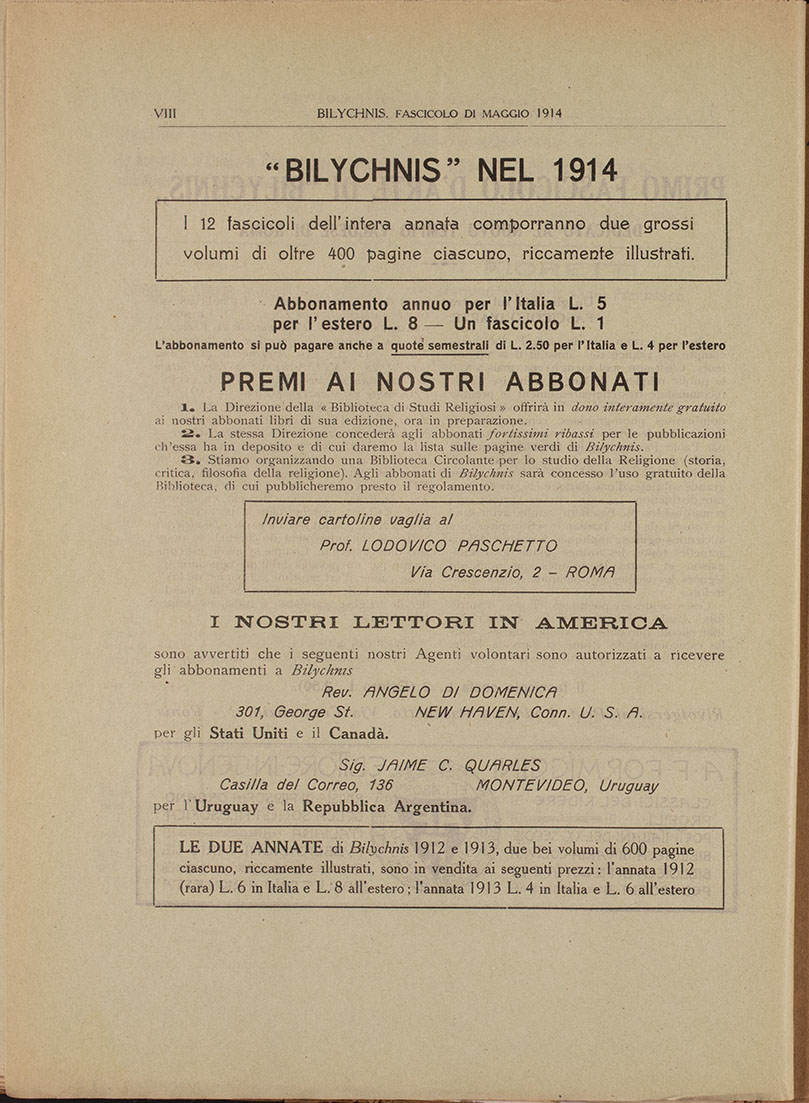 VIII BILYCHNIS. FASCICOLO DI MAGGIO 1914
“BILYCHNIS” NEL 1914
I 12 fascicoli dell'intera annata comporranno due grossi
volumi di oltre 400 pagine ciascuno, riccamente illustrati.
Abbonamento annuo per l'Italia L. 5
per l'estero L. 8 — Un fascicolo L. 1
L'abbonamento si può pagare anche a quote semestrali di L. 2.50 per l'Italia e L. 4 per l'estero
PREMI AI NOSTRI ABBONATI
1. La Direzione della « Biblioteca di Studi Religiosi » offrirà in dono interamente gratuito
ai nostri abbonati libri di sua edizione, ora in preparazione.
2. La stessa Direzione concederà agli abbonati fortissimi ribassi per le pubblicazioni
ch'essa ha in deposito e di cui daremo la lista sulle pagine verdi di Bilychnis.
3. Stiamo organizzando una Biblioteca Circolante per lo studio della Religione (storia,
critica, filosofia della religione). Agli abbonati di Bilychnis sarà concesso l'uso gratuito della
Biblioteca, di cui pubblicheremo presto il regolamento.
Inviare cartoline vaglia al
Prof. LODOVICO PASCHETTO
Via Crescenzio, 2 – ROMA
I NOSTRI LETTORI IN AMERICA
sono avvertiti che i seguenti nostri Agenti volontari sono autorizzati a ricevere
gli abbonamenti a Bilychnis
Rev. ANGELO DI DOMENICA
301, George St. NEW HAVEN, Conn. U. S. A.
per gli Stati Uniti e il Canadà.
Sig. JAIME C. QUARLES
Casilla del Correo, 136 MONTEVIDEO, Uruguay
per l'Uruguay e la Repubblica Argentina.
LE DUE ANNATE di Bilychnis 1912 e 1913, due bei volumi di 600 pagine
ciascuno, riccamente illustrati, sono in vendita ai seguenti prezzi: l'annata 1912
(rara) L. 6 in Italia e L. 8 all'estero; l'annata 1913 L. 4 in Italia e L. 6 all'estero